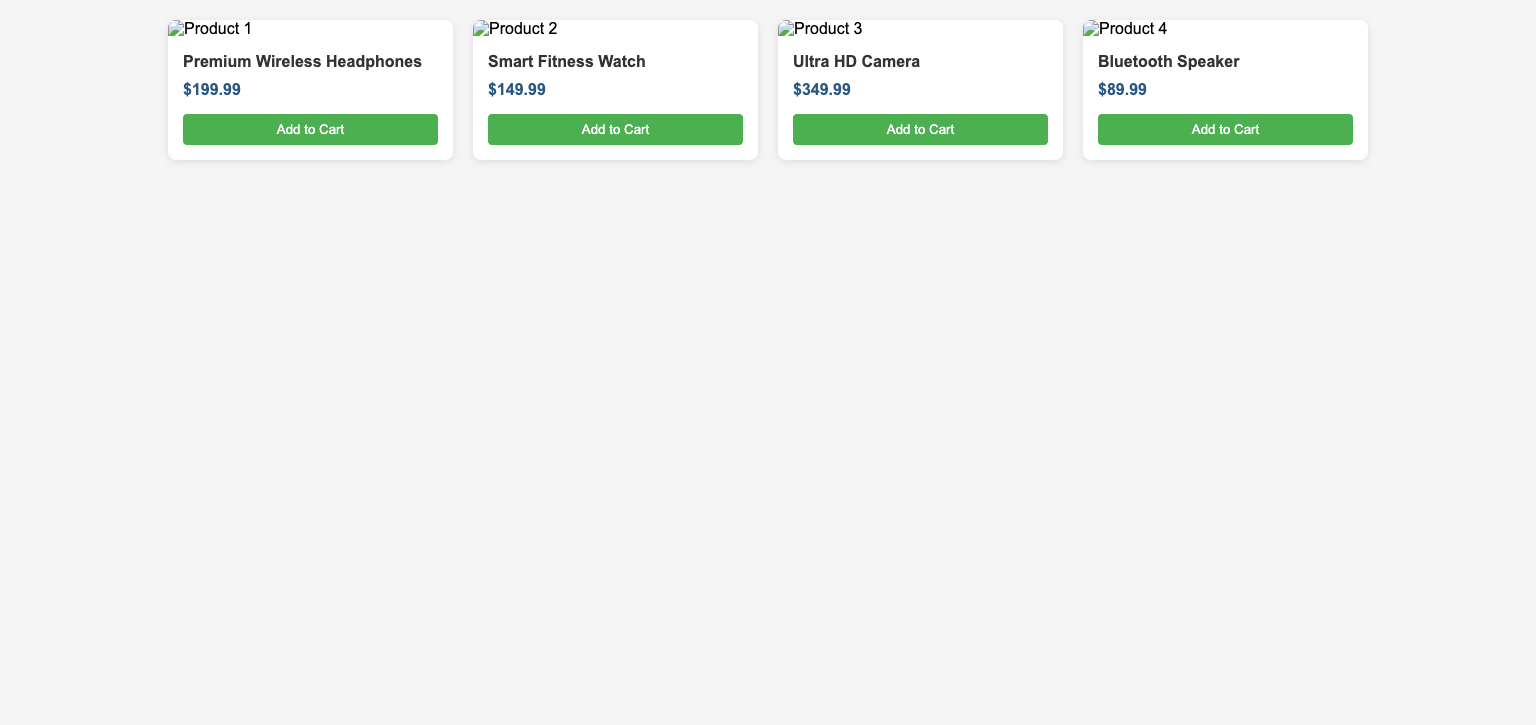 Product 1
Premium Wireless Headphones
$199.99
Add to Cart
Product 2
Smart Fitness Watch
$149.99
Add to Cart
Product 3
Ultra HD Camera
$349.99
Add to Cart
Product 4
Bluetooth Speaker
$89.99
Add to Cart